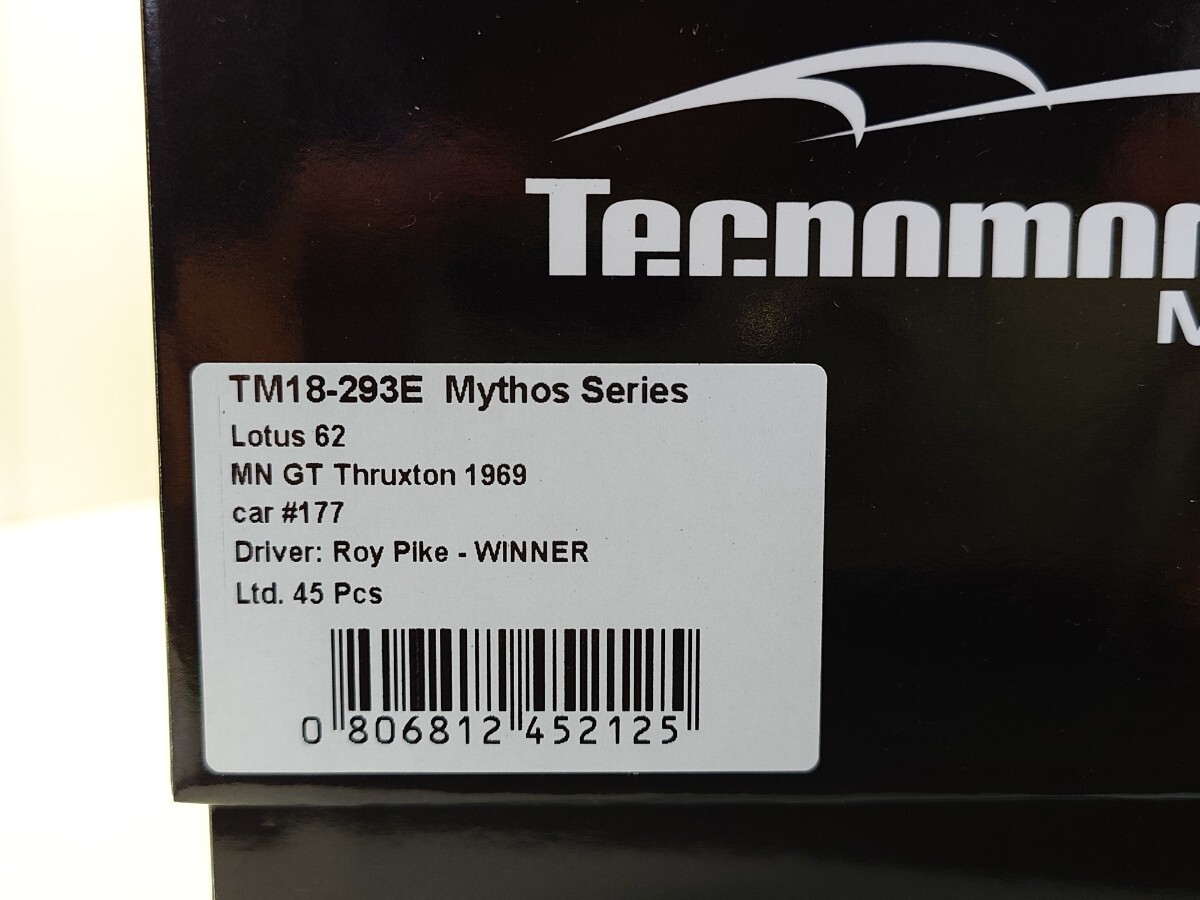 Tecnomo
TM18-293E Mythos Series
Lotus 62
MN GT Thruxton 1969
car #177
Driver: Roy Pike - WINNER
Ltd. 45 Pcs
0 806812 452125